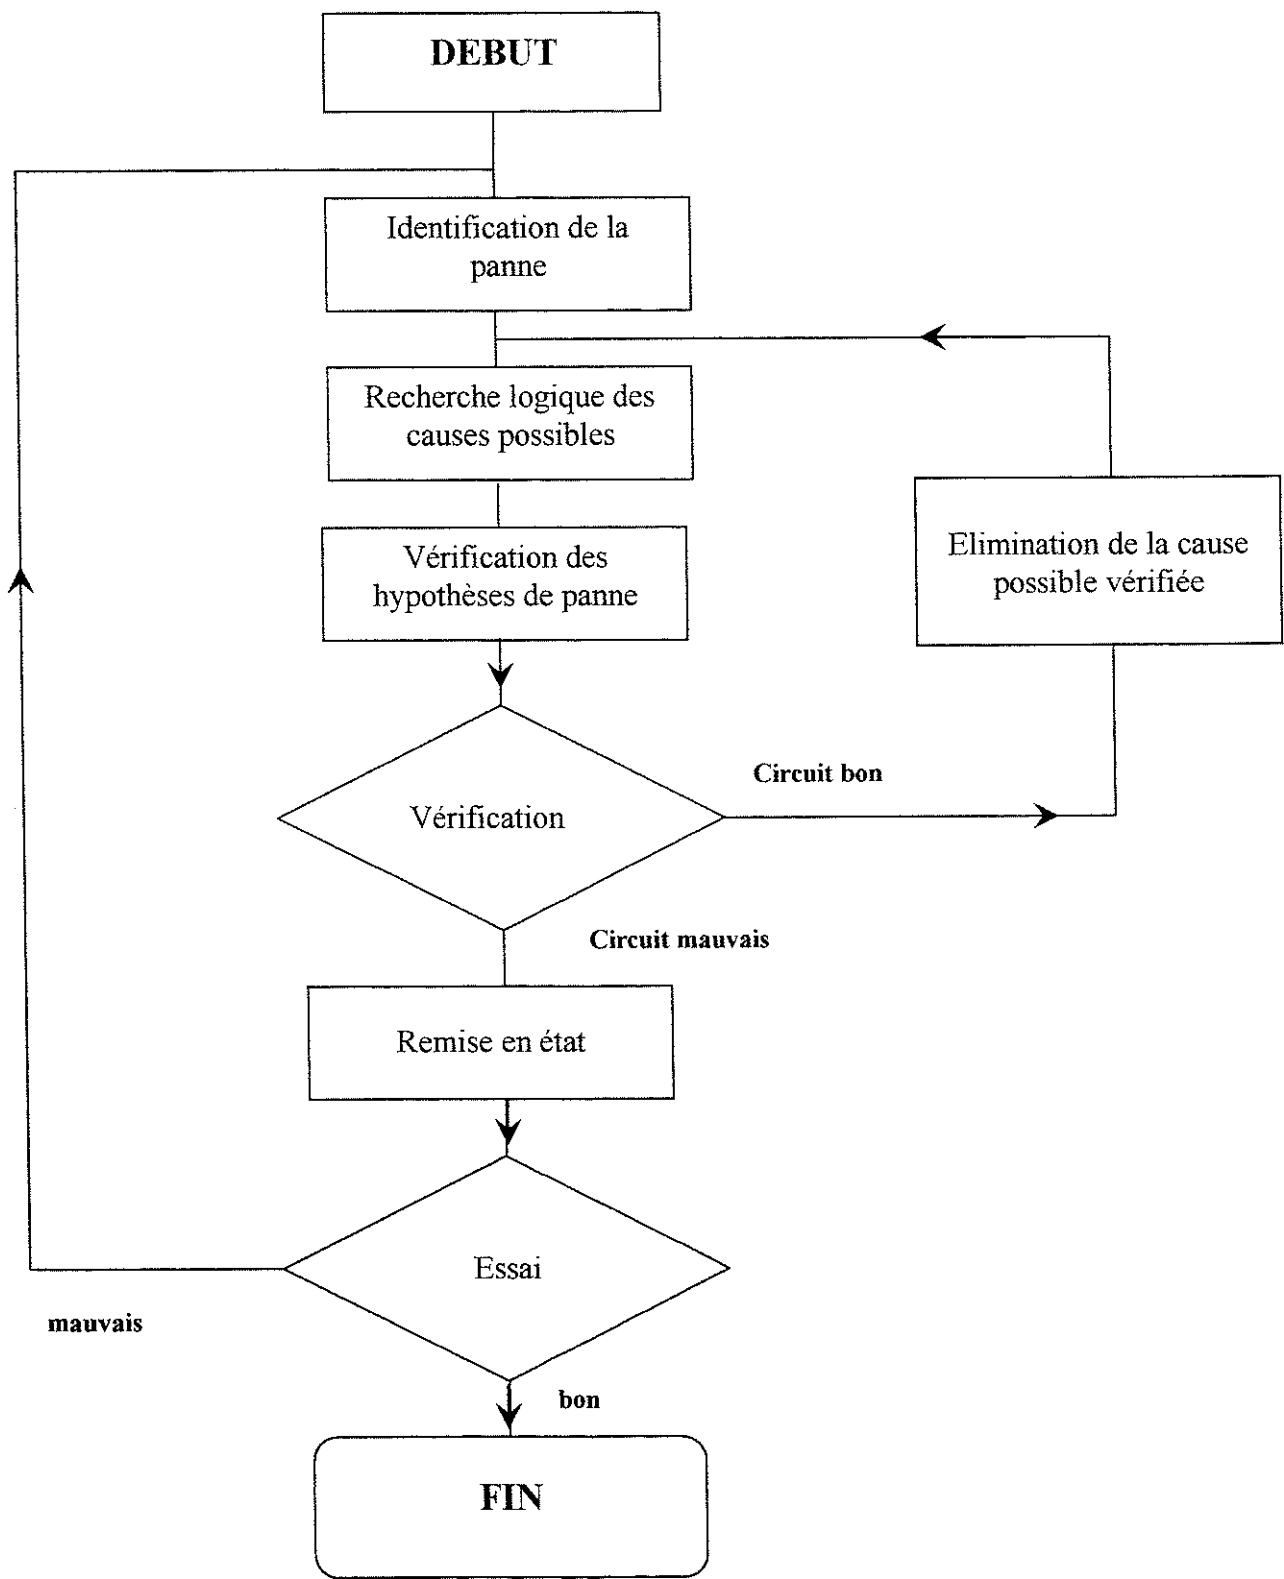 DEBUT
Identification de la
panne
Recherche logique des
causes possibles
Vérification des
hypothèses de panne
Elimination de la cause
possible vérifiée
Circuit bon
Vérification
Circuit mauvais
Remise en état
Essai
mauvais
bon
FIN